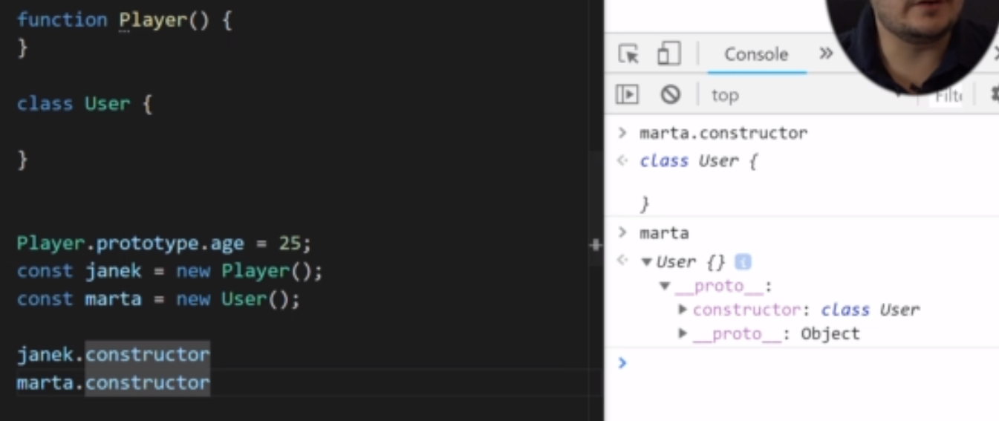 function Player() {
}
class User {
}
Player.prototype.age = 25;
const janek = new Player();
const marta = new User();
janek.constructor
marta.constructor
Console »
top
> marta.constructor
<· class User {
}
> marta
<· ▼User {} i
▼__proto__:
▶constructor: class User
▶__proto__: Object
>